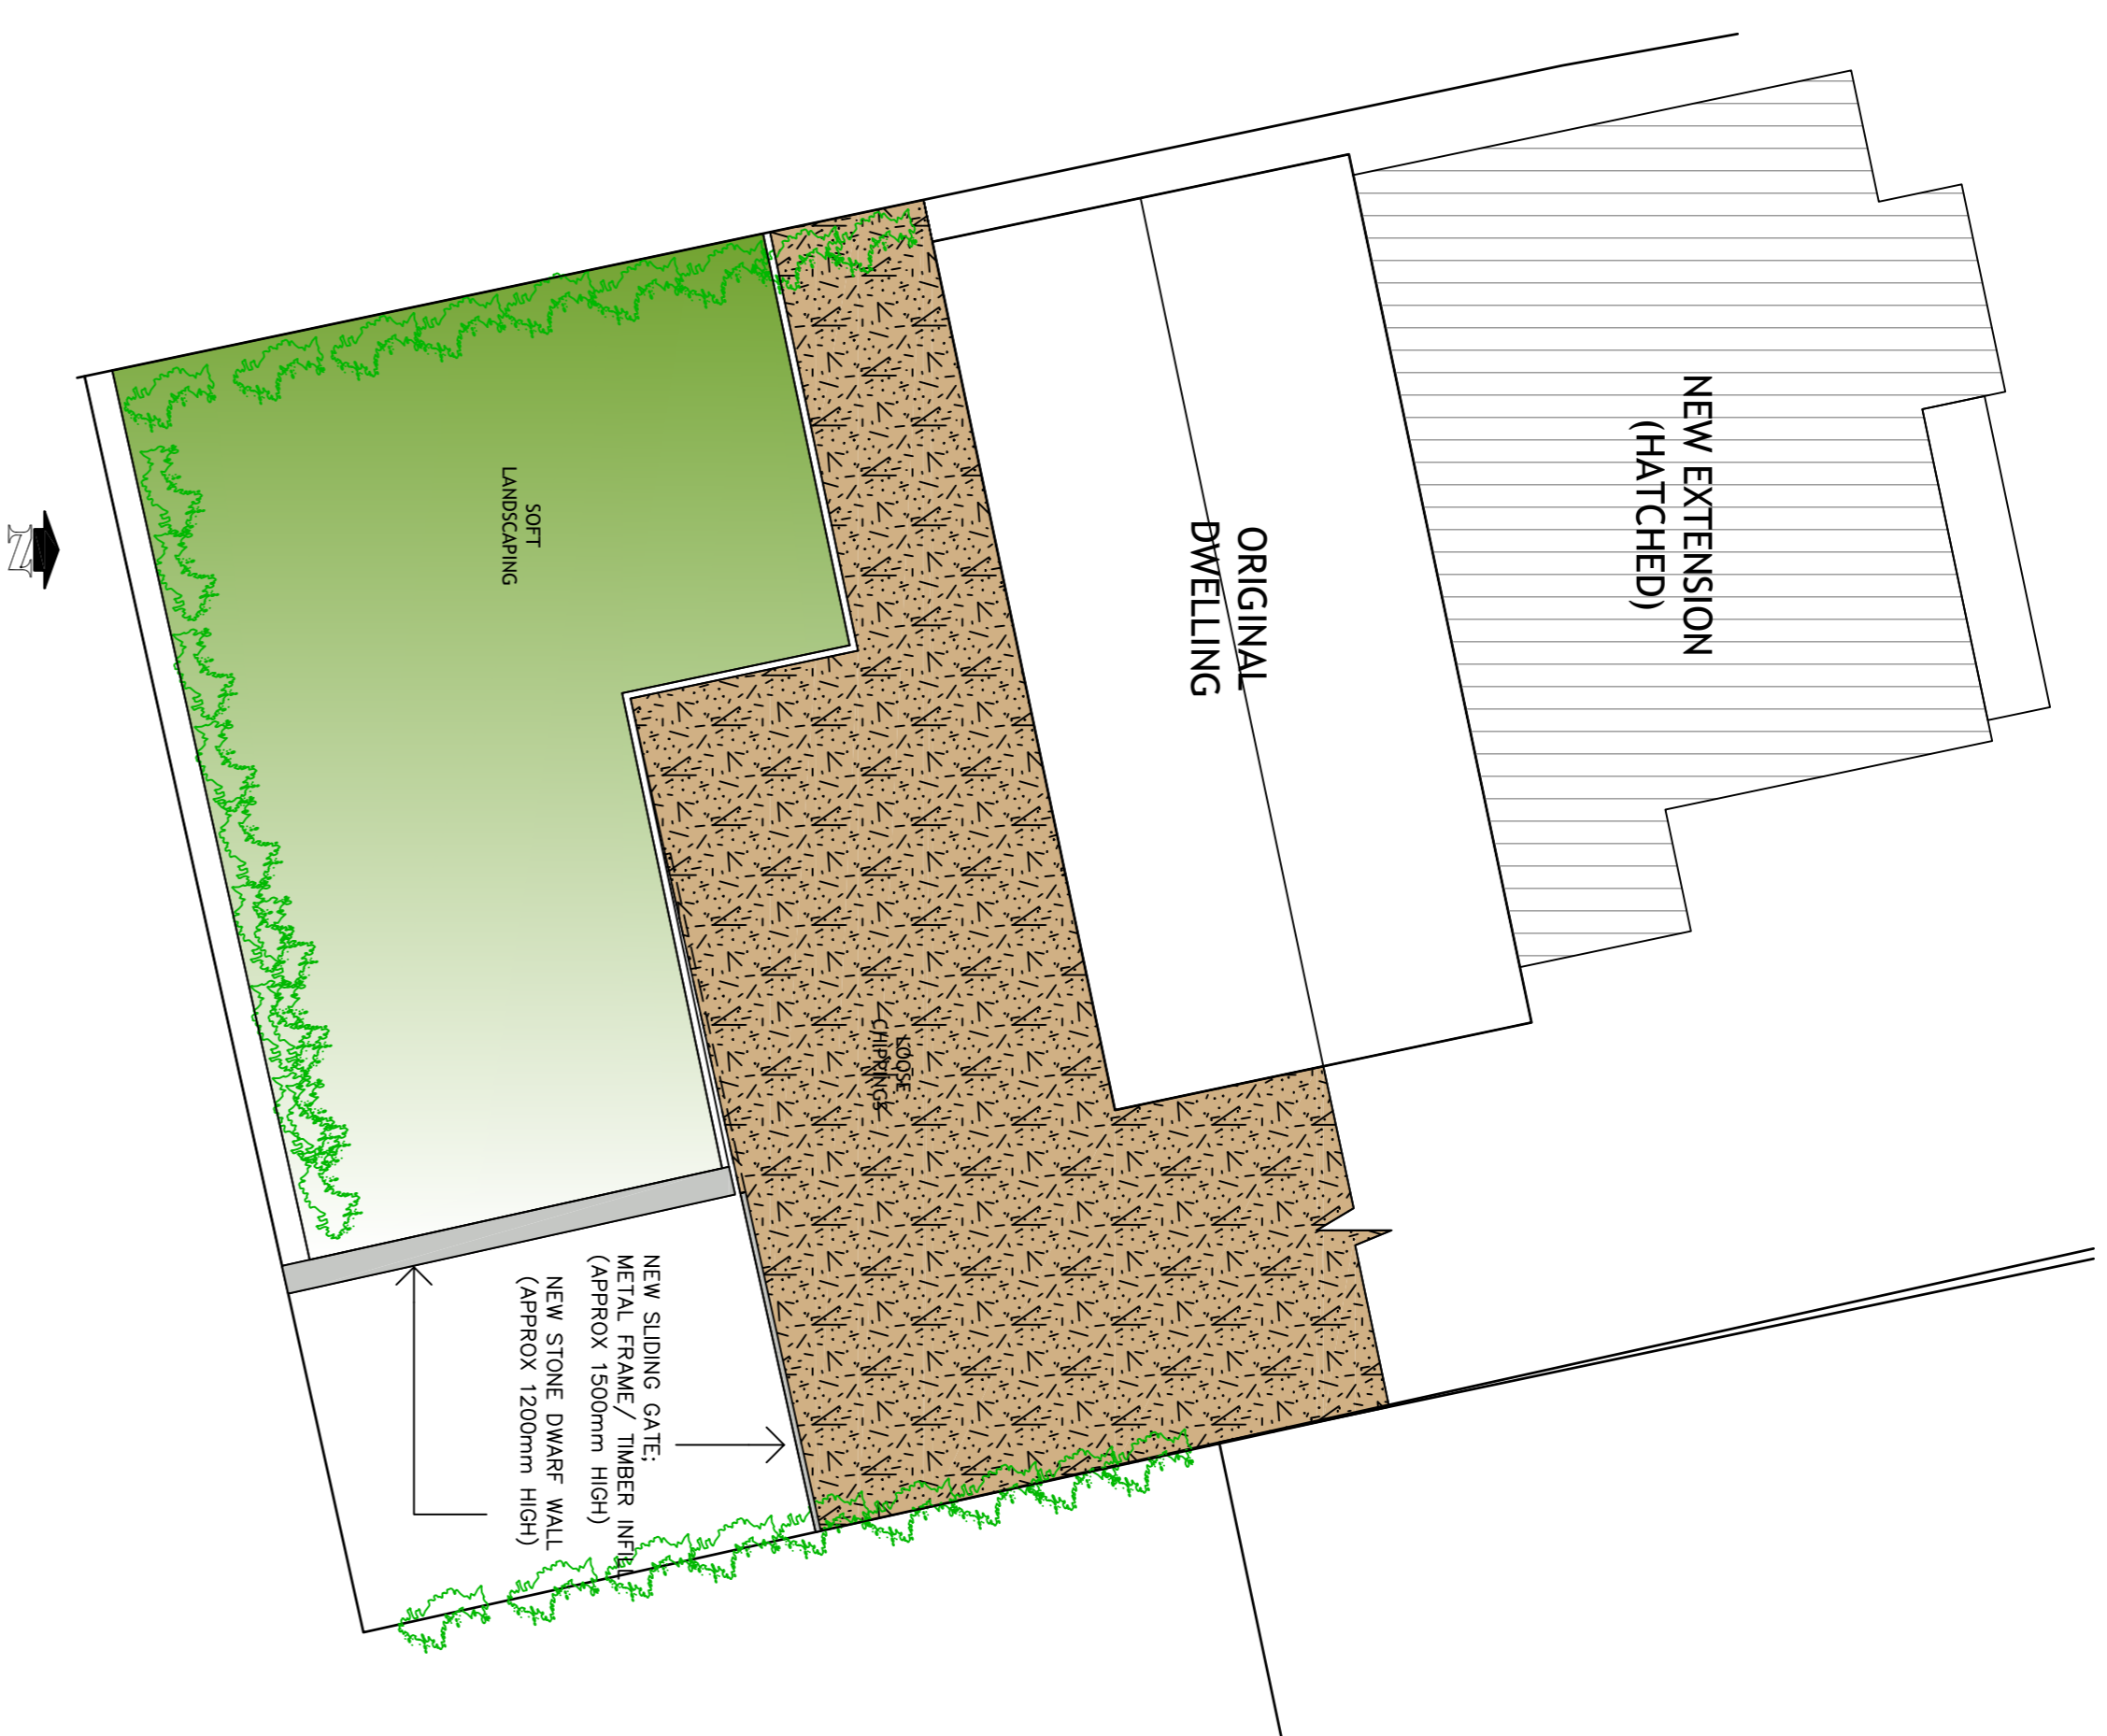 NEW EXTENSION
(HATCHED)
ORIGINAL
DWELLING
SOFT
LANDSCAPING
LOOSE
CHIPPINGS
NEW SLIDING GATE;
METAL FRAME/ TIMBER INFILL
(APPROX 1500mm HIGH)
NEW STONE DWARF WALL
(APPROX 1200mm HIGH)
N